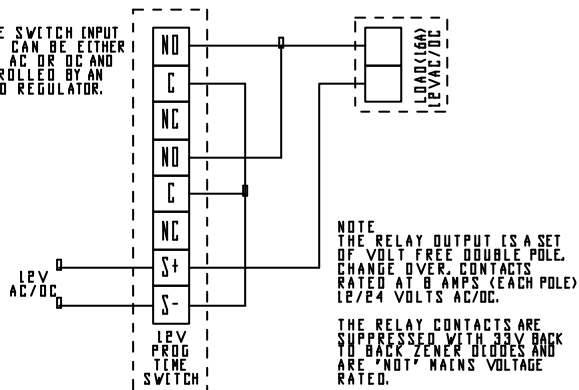 E SWITCH INPUT
CAN BE EITHER
AC OR DC AND
ROLLED BY AN
D REGULATOR.
NO
C
NC
NO
C
NC
S+
S-
12V
AC/DC
12V
PROG
TIME
SWITCH
LOAD(16A)
12VAC/DC
NOTE
THE RELAY OUTPUT IS A SET
OF VOLT FREE DOUBLE POLE,
CHANGE OVER, CONTACTS
RATED AT 8 AMPS (EACH POLE)
12/24 VOLTS AC/DC.
THE RELAY CONTACTS ARE
SUPPRESSED WITH 33V BACK
TO BACK ZENER DIODES AND
ARE "NOT" MAINS VOLTAGE
RATED.